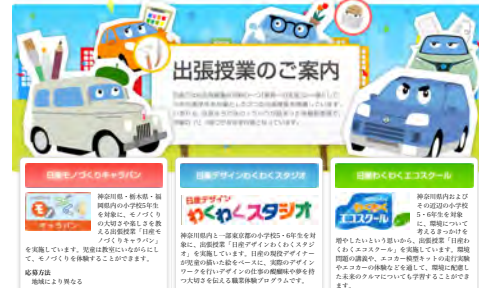 出張授業のご案内
日産モノづくりキャラバン
日産デザインわくわくスタジオ
日産わくわくエコスクール
モノづくり
キャラバン
神奈川県・栃木県・福
岡県内の小学校5年生
を対象に、モノづくり
の大切さや楽しさを教
える出張授業「日産モ
ノづくりキャラバン」
を実施しています。児童は教室にいながらにし
て、モノづくりを体験することができます。
応募方法
地域により異なる
日産デザイン
わくわくスタジオ
神奈川県内と一部東京都の小学校5・6年生を対
象に、出張授業「日産デザインわくわくスタジ
オ」を実施しています。日産の現役デザイナー
が児童の描いた絵をベースに、実際のデザイン
ワークを行いデザインの仕事の醍醐味や夢を持
つ大切さを伝える職業体験プログラムです。
わくわく
エコスクール
神奈川県内および
その近辺の小学校
5・6年生を対象
に、環境について
考えるきっかけを
増やしたいという思いから、出張授業「日産わ
くわくエコスクール」を実施しています。環境
問題の講義や、エコカー模型キットの走行実験
やエコカーの体験などを通して、環境に配慮し
た未来のクルマについても学習することができ
ます。